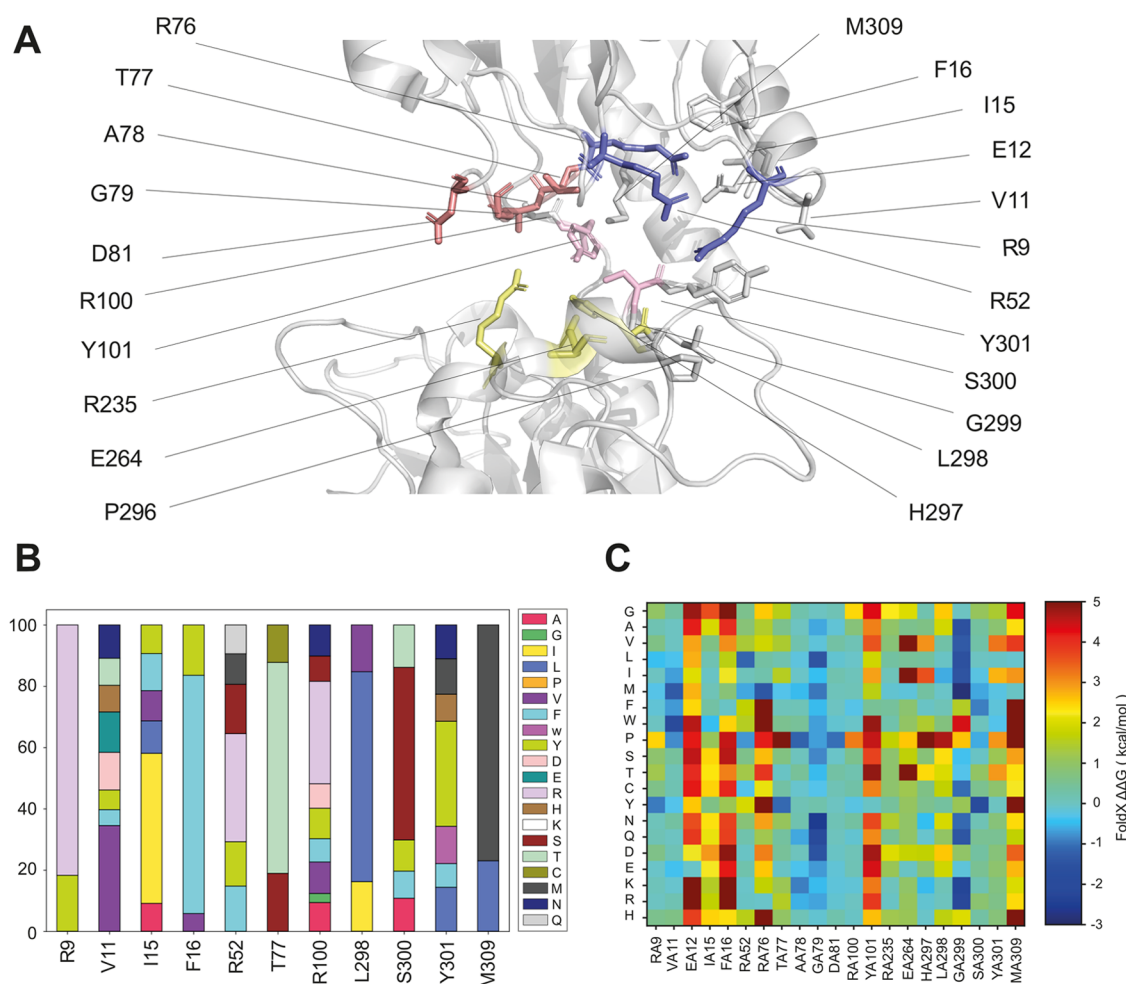 A
R76
T77
A78
G79
D81
R100
Y101
R235
E264
P296
M309
F16
I15
E12
V11
R9
R52
Y301
S300
G299
L298
H297
B
100
80
60
40
20
0
R9
V11
I15
F16
R52
T77
R100
L298
S300
Y301
M309
A
G
I
L
P
V
F
w
Y
D
E
R
H
K
S
T
C
M
N
Q
C
G
A
V
L
I
M
F
W
P
S
T
C
Y
N
Q
D
E
K
R
H
RA9
VA11
EA12
IA15
FA16
RA52
RA76
TA77
AA78
GA79
DA81
RA100
YA101
RA235
EA264
HA297
LA298
GA299
SA300
YA301
MA309
5
4
3
2
1
0
-1
-2
-3
FoldX ΔΔG ( kcal/mol)